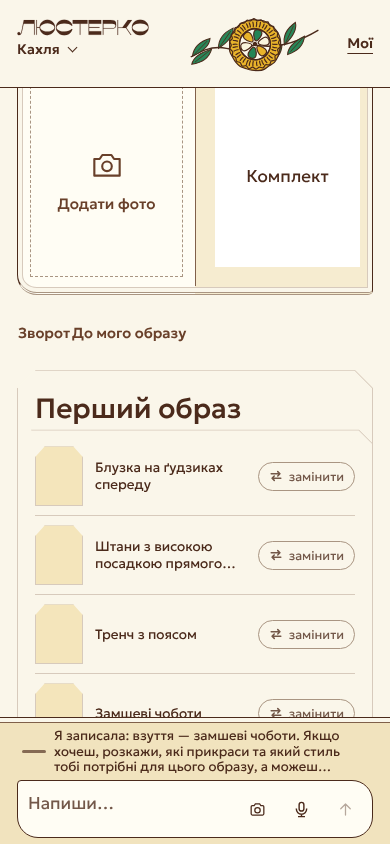 ЛЮСТЕРКО
Кахля
Мої
Додати фото
Комплект
Зворот До мого образу
Перший образ
Блузка на ґудзиках
спереду
замінити
Штани з високою
посадкою прямого…
замінити
Тренч з поясом
замінити
Замшеві чоботи
замінити
Я записала: взуття — замшеві чоботи. Якщо
хочеш, розкажи, які прикраси та який стиль
тобі потрібні для цього образу, а можеш…
Напиши…